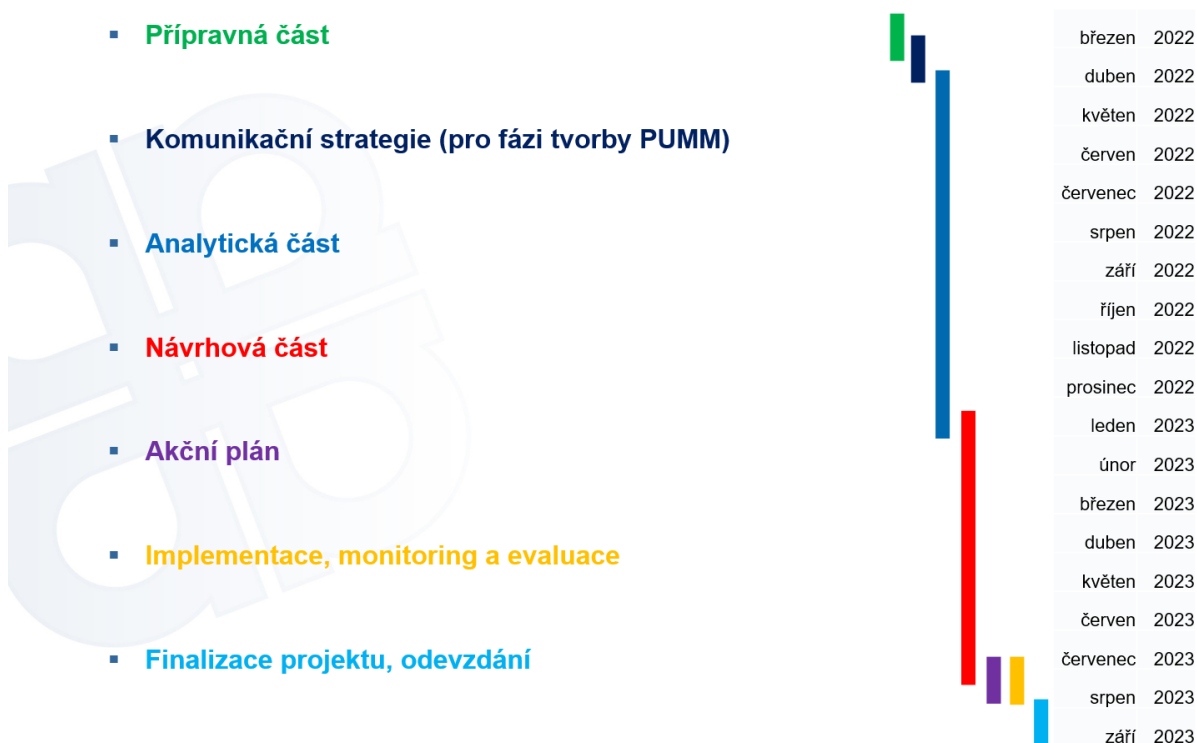 Přípravná část
Komunikační strategie (pro fázi tvorby PUMM)
Analytická část
Návrhová část
Akční plán
Implementace, monitoring a evaluace
Finalizace projektu, odevzdání
březen 2022
duben 2022
květen 2022
červen 2022
červenec 2022
srpen 2022
září 2022
říjen 2022
listopad 2022
prosinec 2022
leden 2023
únor 2023
březen 2023
duben 2023
květen 2023
červen 2023
červenec 2023
srpen 2023
září 2023